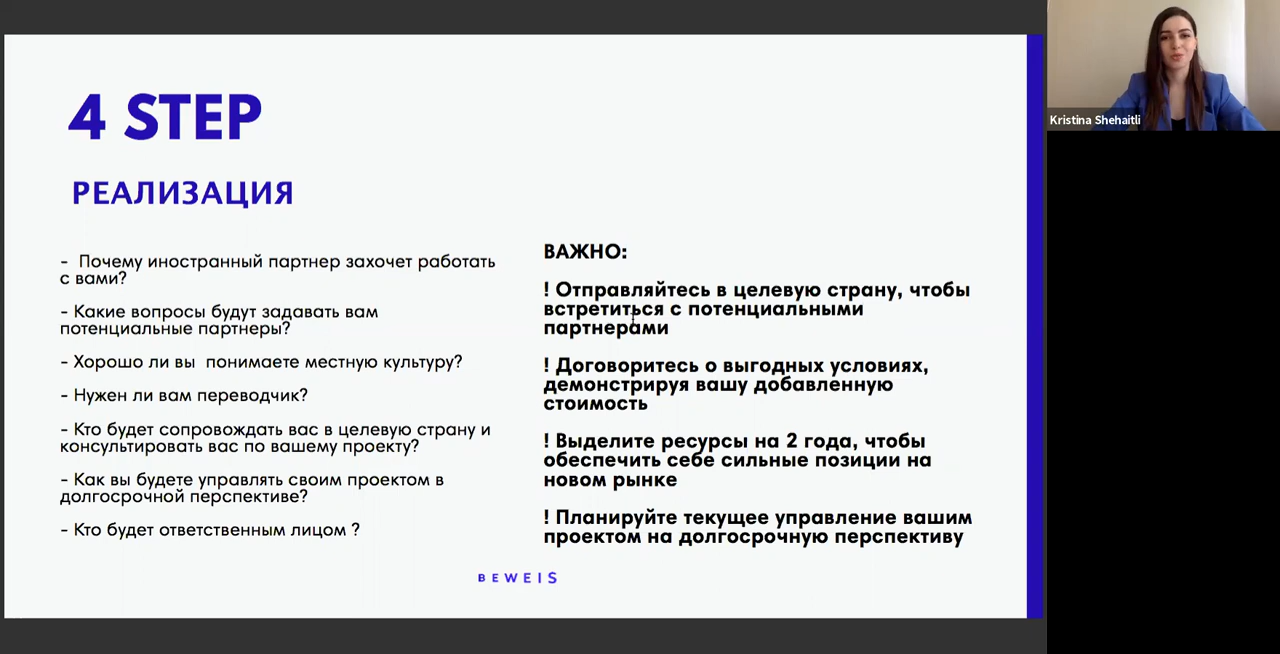 4 STEP
РЕАЛИЗАЦИЯ
- Почему иностранный партнер захочет работать
с вами?
- Какие вопросы будут задавать вам
потенциальные партнеры?
- Хорошо ли вы понимаете местную культуру?
- Нужен ли вам переводчик?
- Кто будет сопровождать вас в целевую страну и
консультировать вас по вашему проекту?
- Как вы будете управлять своим проектом в
долгосрочной перспективе?
- Кто будет ответственным лицом ?
ВАЖНО:
! Отправляйтесь в целевую страну, чтобы
встретиться с потенциальными
партнерами
! Договоритесь о выгодных условиях,
демонстрируя вашу добавленную
стоимость
! Выделите ресурсы на 2 года, чтобы
обеспечить себе сильные позиции на
новом рынке
! Планируйте текущее управление вашим
проектом на долгосрочную перспективу
BEWEIS
Kristina Shehaitli